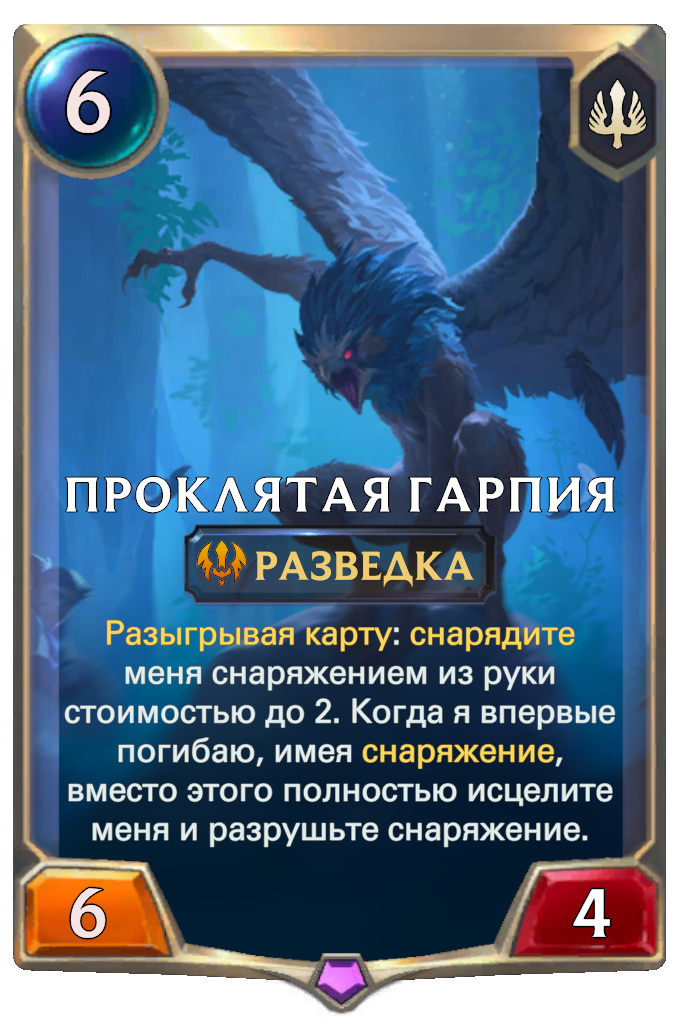 6
ПРОКЛЯТАЯ ГАРПИЯ
РАЗВЕДКА
Разыгрывая карту: снарядите
меня снаряжением из руки
стоимостью до 2. Когда я впервые
погибаю, имея снаряжение,
вместо этого полностью исцелите
меня и разрушьте снаряжение.
6
4